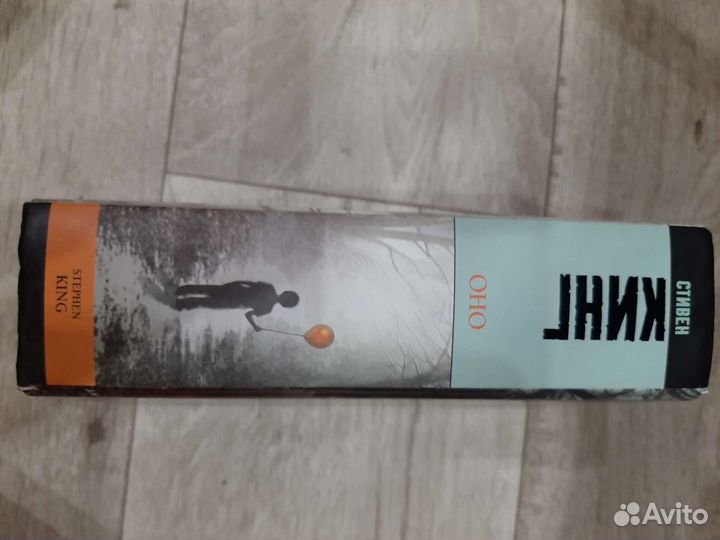 СТИВЕН
КИНГ
ОНО
STEPHEN
KING
Avito